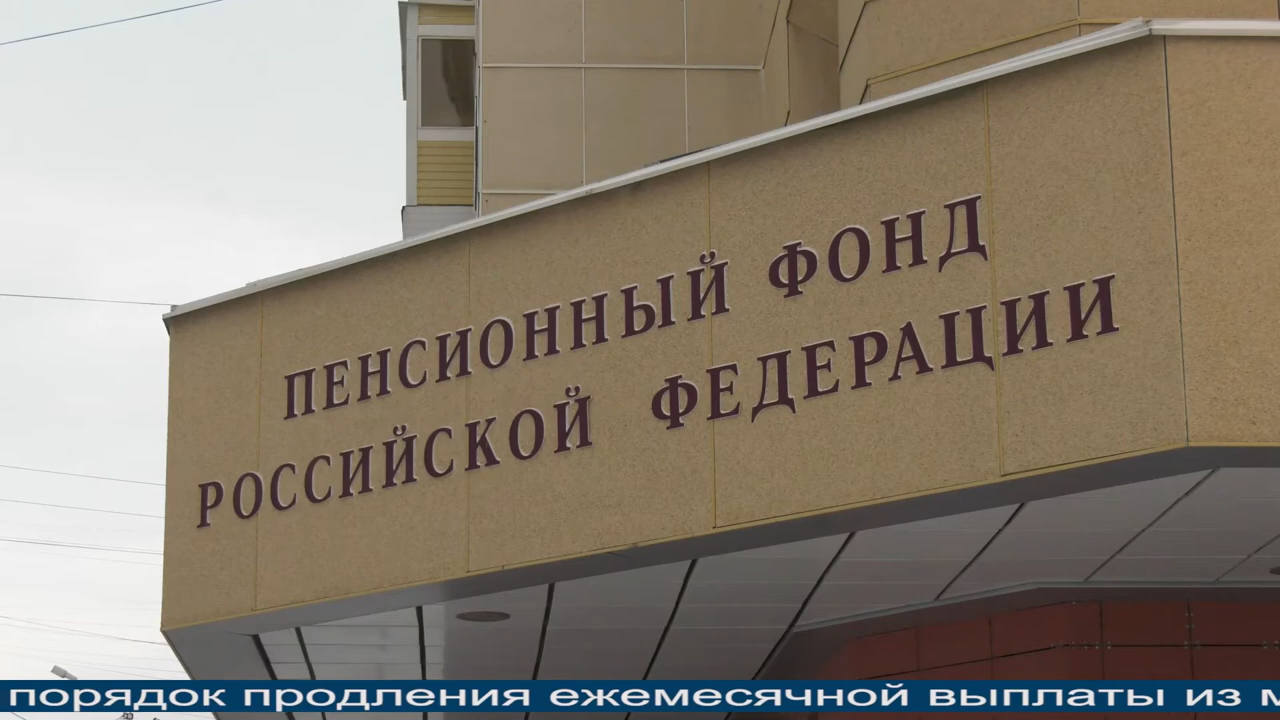 ПЕНСИОННЫЙ ФОНД
РОССИЙСКОЙ ФЕДЕРАЦИИ
порядок продления ежемесячной выплаты из